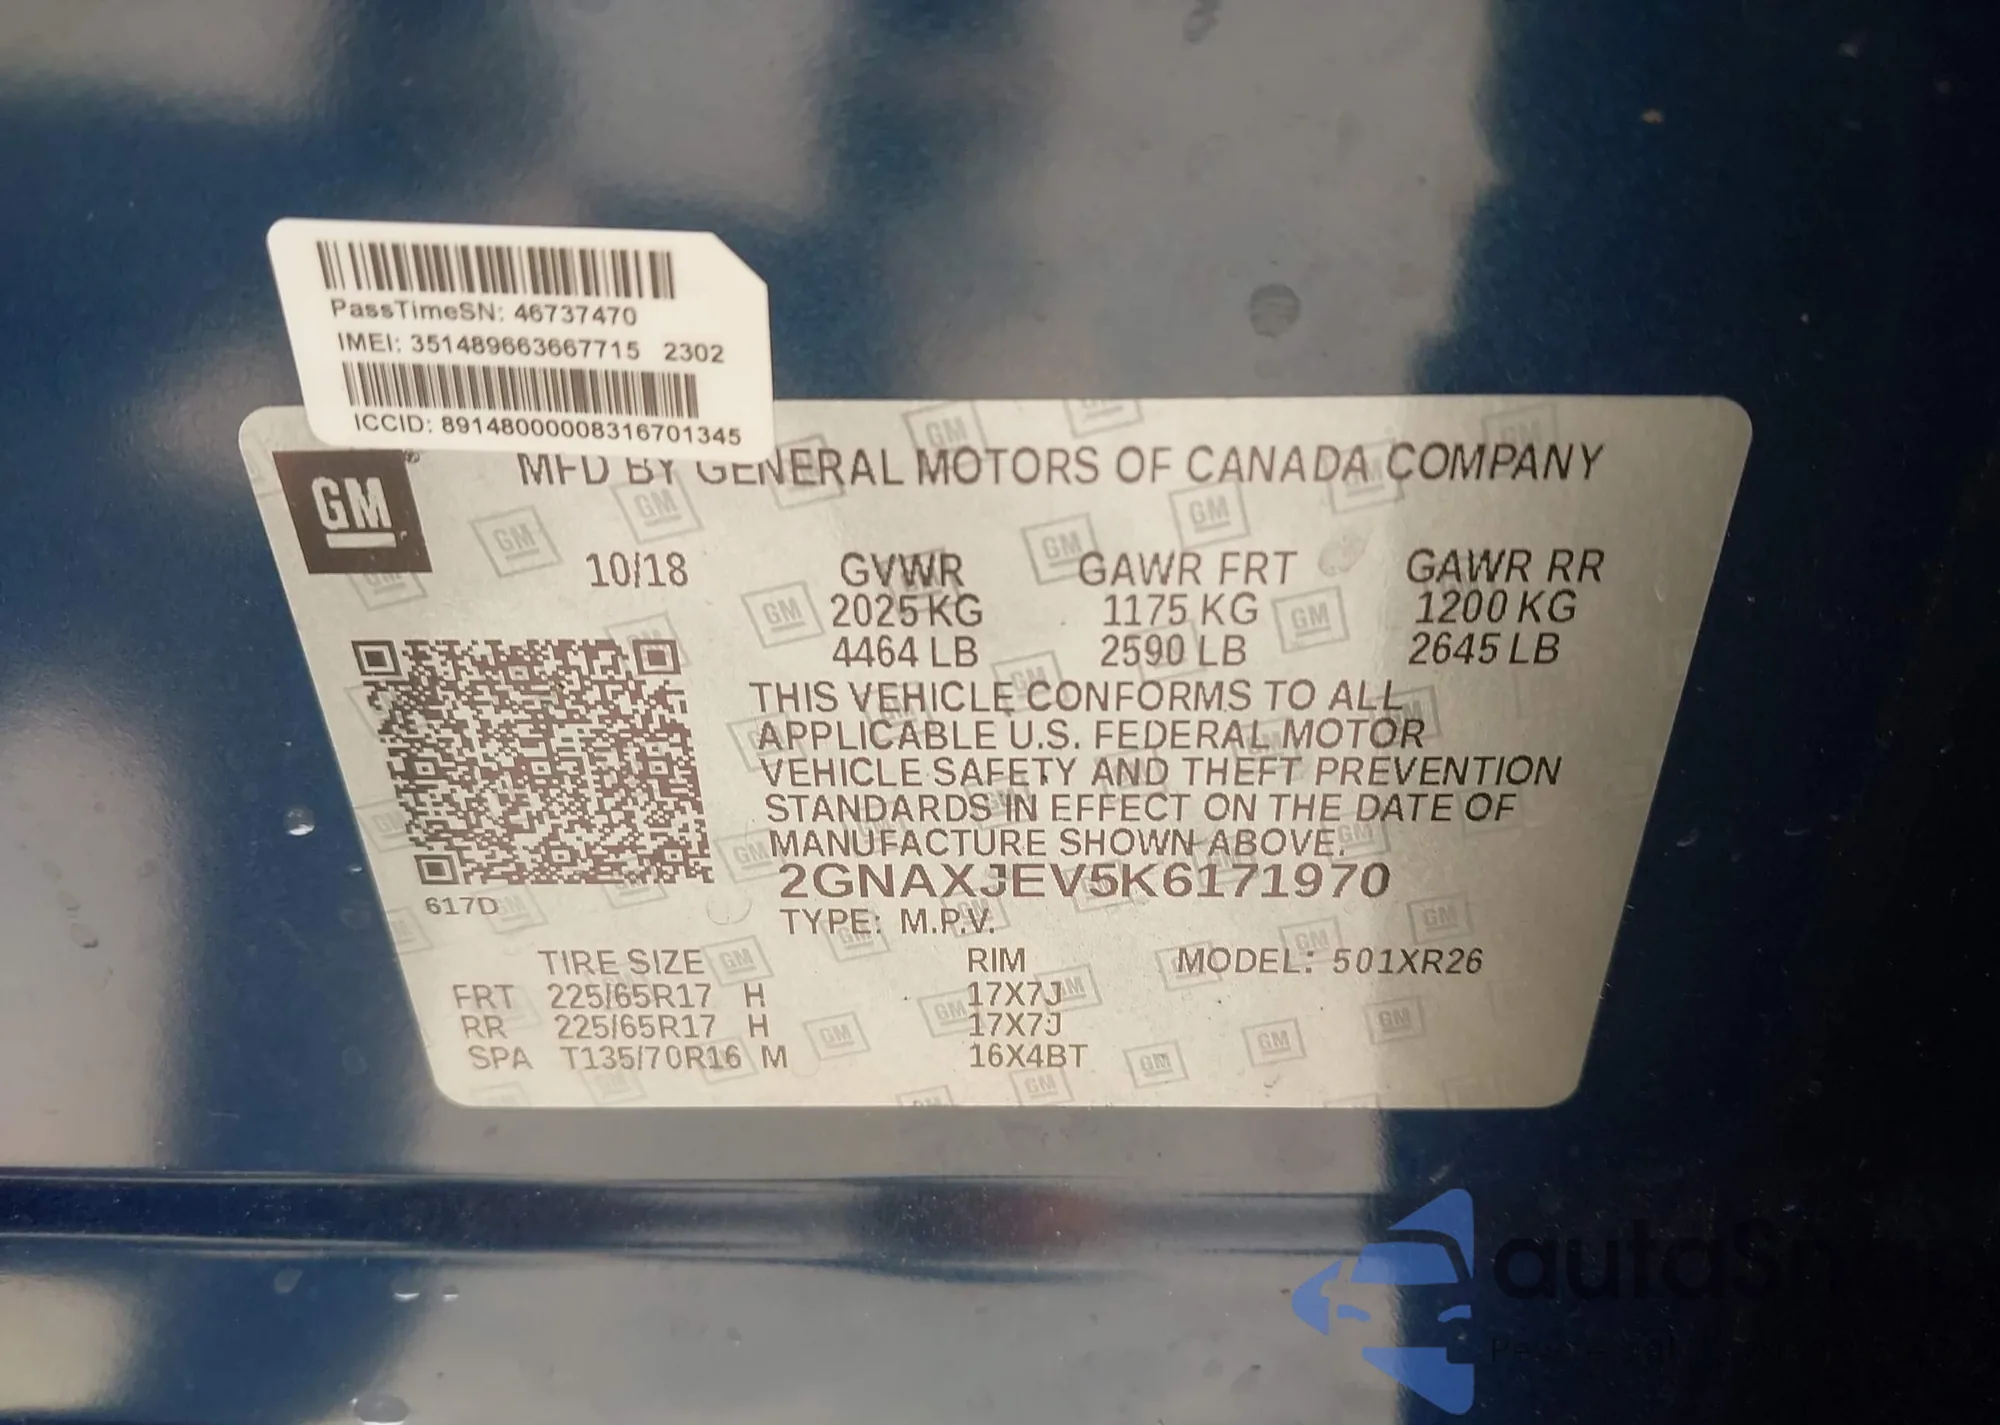 PassTimeSN: 46737470
IMEI: 351489663667715 2302
ICCID: 89148000008316701345
GM
MFD BY GENERAL MOTORS OF CANADA COMPANY
10/18 GVWR GAWR FRT GAWR RR
2025 KG 1175 KG 1200 KG
4464 LB 2590 LB 2645 LB
THIS VEHICLE CONFORMS TO ALL
APPLICABLE U.S. FEDERAL MOTOR
VEHICLE SAFETY AND THEFT PREVENTION
STANDARDS IN EFFECT ON THE DATE OF
MANUFACTURE SHOWN ABOVE.
2GNAXJEV5K6171970
617D
TYPE: M.P.V.
TIRE SIZE RIM MODEL: 501XR26
FRT 225/65R17 H 17X7J
RR 225/65R17 H 17X7J
SPA T135/70R16 M 16X4BT